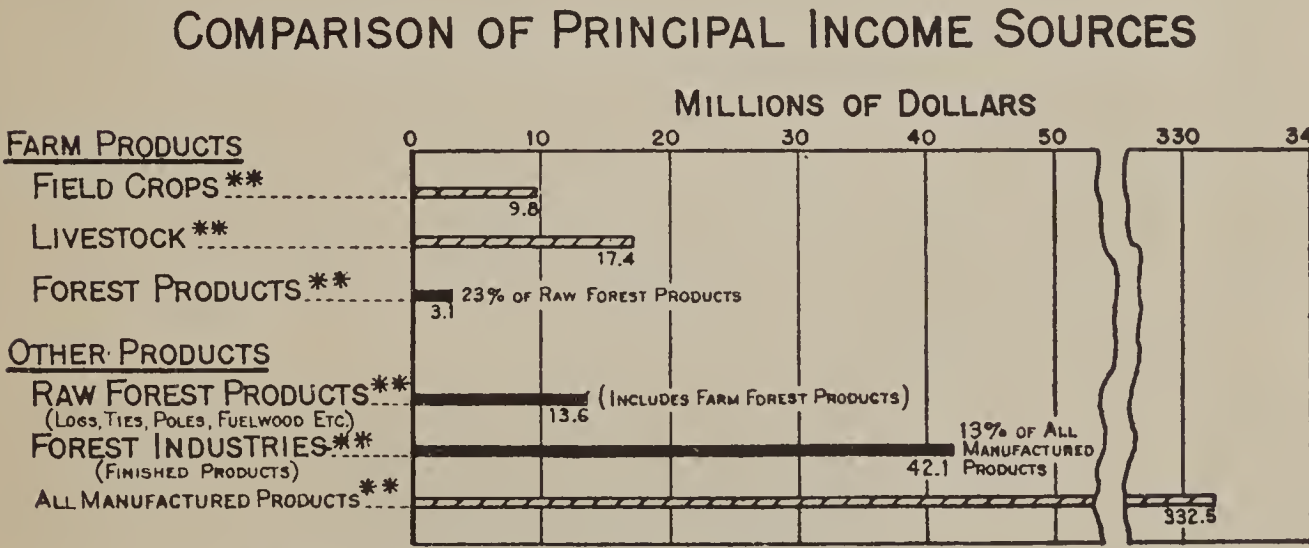 COMPARISON OF PRINCIPAL INCOME SOURCES
MILLIONS OF DOLLARS
0 10 20 30 40 50 330 34
FARM PRODUCTS
FIELD CROPS **
9.8
LIVESTOCK **
17.4
FOREST PRODUCTS **
23% OF RAW FOREST PRODUCTS
3.1
OTHER PRODUCTS
RAW FOREST PRODUCTS **
(INCLUDES FARM FOREST PRODUCTS)
13.6
(LOGS, TIES, POLES, FUELWOOD ETC.)
FOREST INDUSTRIES **
13% OF ALL
MANUFACTURED
PRODUCTS
42.1
(FINISHED PRODUCTS)
ALL MANUFACTURED PRODUCTS **
332.5